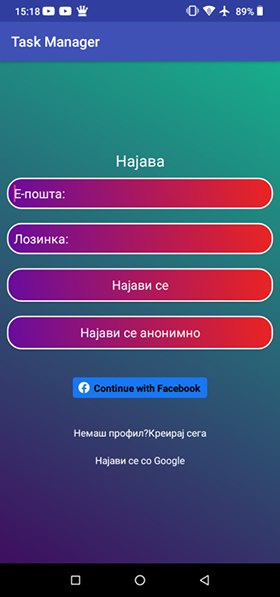 15:18 89%
Task Manager
Најава
Е-пошта:
Лозинка:
Најави се
Најави се анонимно
Continue with Facebook
Немаш профил?Креирај сега
Најави се со Google